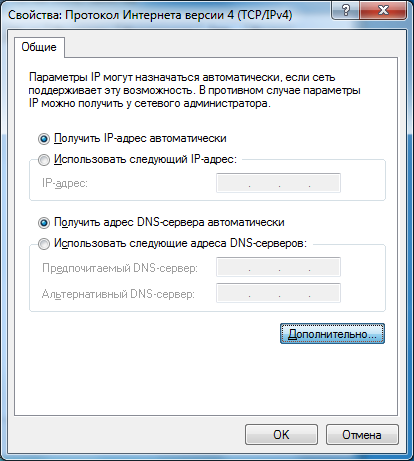 Свойства: Протокол Интернета версии 4 (TCP/IPv4)
Общие
Параметры IP могут назначаться автоматически, если сеть
поддерживает эту возможность. В противном случае параметры
IP можно получить у сетевого администратора.
Получить IP-адрес автоматически
Использовать следующий IP-адрес:
IP-адрес:
Получить адрес DNS-сервера автоматически
Использовать следующие адреса DNS-серверов:
Предпочитаемый DNS-сервер:
Альтернативный DNS-сервер:
Дополнительно...
OK
Отмена